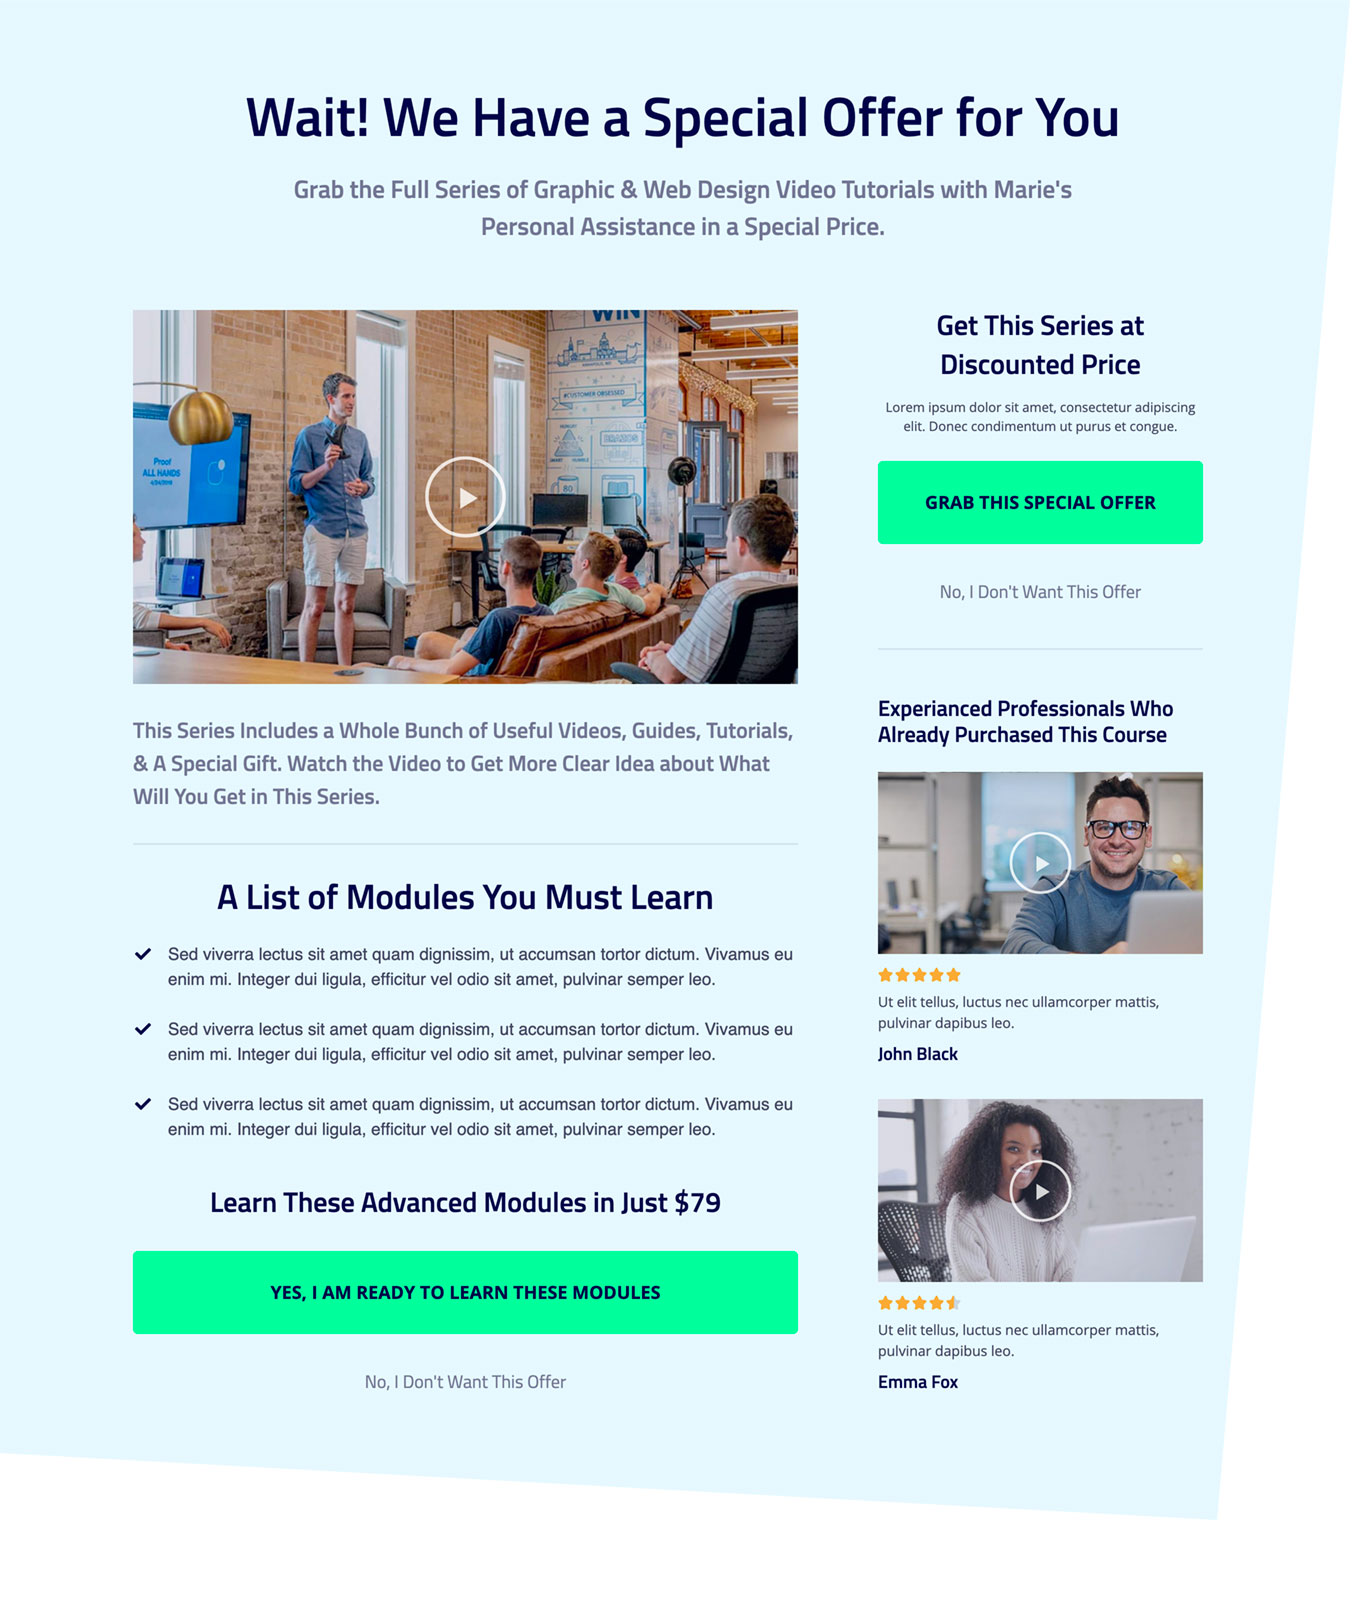 Wait! We Have a Special Offer for You
Grab the Full Series of Graphic & Web Design Video Tutorials with Marie's
Personal Assistance in a Special Price.
WIN
#CUSTOMER OBSESSED
Proof
ALL HANDS
80
This Series Includes a Whole Bunch of Useful Videos, Guides, Tutorials,
& A Special Gift. Watch the Video to Get More Clear Idea about What
Will You Get in This Series.
A List of Modules You Must Learn
Sed viverra lectus sit amet quam dignissim, ut accumsan tortor dictum. Vivamus eu
enim mi. Integer dui ligula, efficitur vel odio sit amet, pulvinar semper leo.
Sed viverra lectus sit amet quam dignissim, ut accumsan tortor dictum. Vivamus eu
enim mi. Integer dui ligula, efficitur vel odio sit amet, pulvinar semper leo.
Sed viverra lectus sit amet quam dignissim, ut accumsan tortor dictum. Vivamus eu
enim mi. Integer dui ligula, efficitur vel odio sit amet, pulvinar semper leo.
Learn These Advanced Modules in Just $79
YES, I AM READY TO LEARN THESE MODULES
No, I Don't Want This Offer
Get This Series at
Discounted Price
Lorem ipsum dolor sit amet, consectetur adipiscing
elit. Donec condimentum ut purus et congue.
GRAB THIS SPECIAL OFFER
No, I Don't Want This Offer
Experianced Professionals Who
Already Purchased This Course
Ut elit tellus, luctus nec ullamcorper mattis,
pulvinar dapibus leo.
John Black
Ut elit tellus, luctus nec ullamcorper mattis,
pulvinar dapibus leo.
Emma Fox